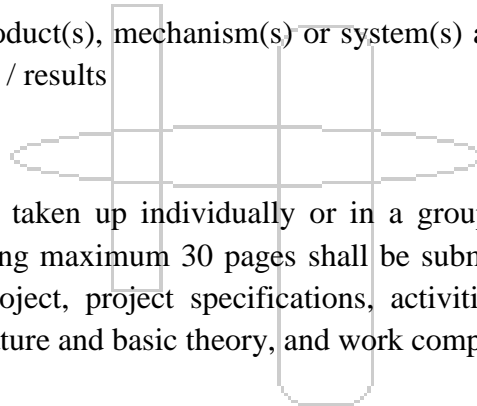 oduct(s), mechanism(s) or system(s) a
/ results
taken up individually or in a group
ing maximum 30 pages shall be subm
oject, project specifications, activiti
ture and basic theory, and work comp